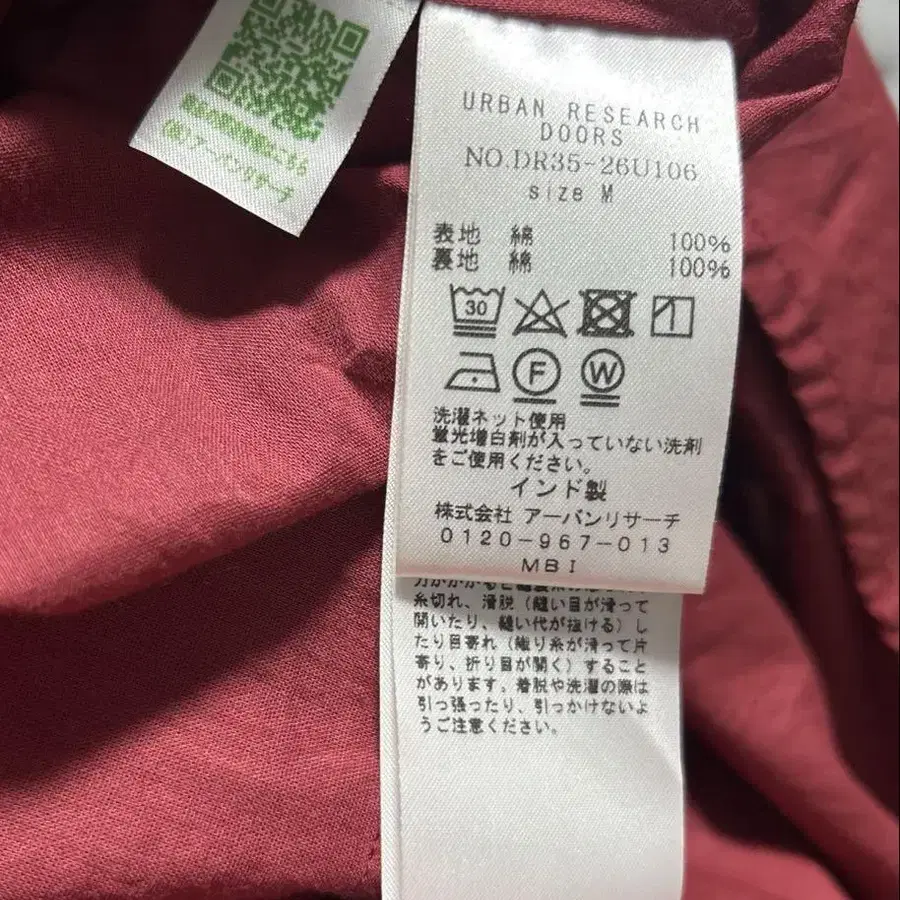 (株)アーバンリサーチ
URBAN RESEARCH
DOORS
NO.DR35-26U106
size M
表地 綿 100%
裏地 綿 100%
30
F
W
洗濯ネット使用
蛍光増白剤が入っていない洗剤
をご使用ください。
インド製
株式会社 アーバンリサーチ
0120-967-013
MBI
糸切れ、滑脱（縫い目が滑って
開いたり、縫い代が抜ける）し
たり目寄れ（織り糸が滑って片
寄り、折り目が開く）すること
があります。着脱や洗濯の際は
引っ張ったり、引っかけないよ
うご注意ください。